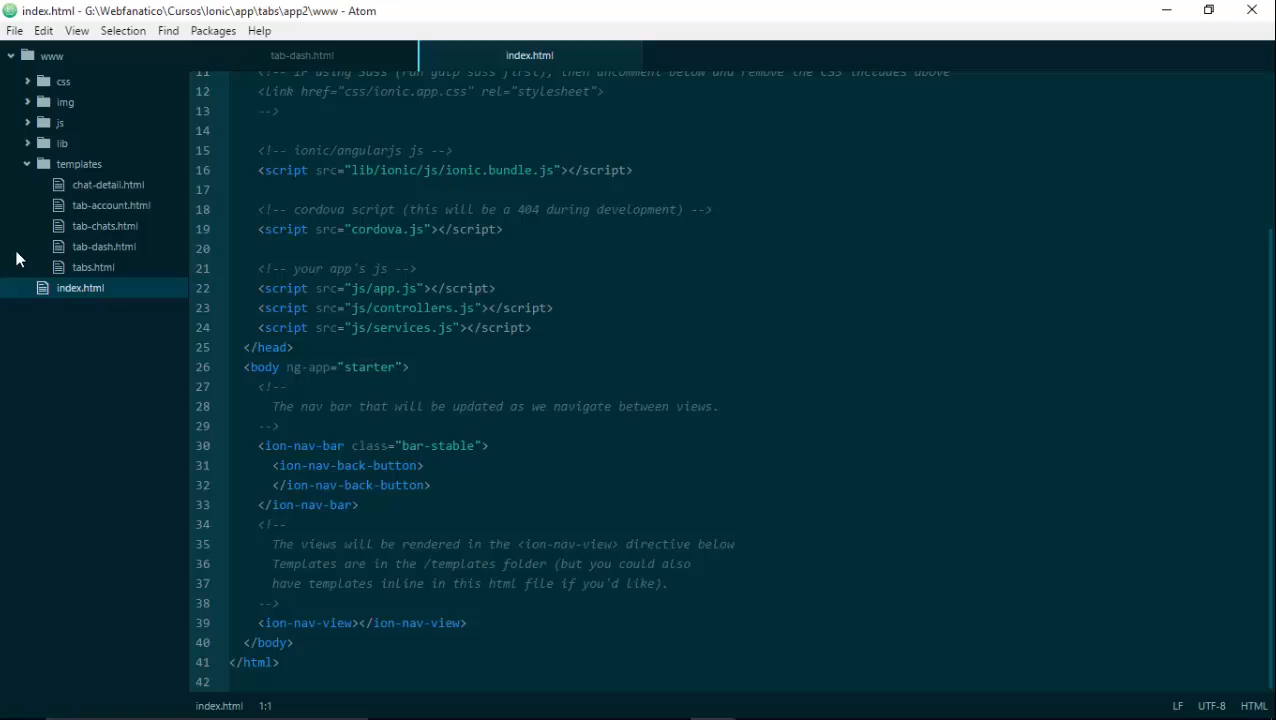 index.html - G:\Webfanatico\Cursos\Ionic\app\tabs\app2\www - Atom
File Edit View Selection Find Packages Help
www
css
img
js
lib
templates
chat-detail.html
tab-account.html
tab-chats.html
tab-dash.html
tabs.html
index.html
tab-dash.html index.html
11 <!-- IF using Sass (run gulp sass first), then uncomment below and remove the CSS includes above
12 <link href="css/ionic.app.css" rel="stylesheet">
13 -->
14
15 <!-- ionic/angularjs js -->
16 <script src="lib/ionic/js/ionic.bundle.js"></script>
17
18 <!-- cordova script (this will be a 404 during development) -->
19 <script src="cordova.js"></script>
20
21 <!-- your app's js -->
22 <script src="js/app.js"></script>
23 <script src="js/controllers.js"></script>
24 <script src="js/services.js"></script>
25 </head>
26 <body ng-app="starter">
27 <!--
28 The nav bar that will be updated as we navigate between views.
29 -->
30 <ion-nav-bar class="bar-stable">
31 <ion-nav-back-button>
32 </ion-nav-back-button>
33 </ion-nav-bar>
34 <!--
35 The views will be rendered in the <ion-nav-view> directive below
36 Templates are in the /templates folder (but you could also
37 have templates inline in this html file if you'd like).
38 -->
39 <ion-nav-view></ion-nav-view>
40 </body>
41 </html>
42
index.html 1:1 LF UTF-8 HTML